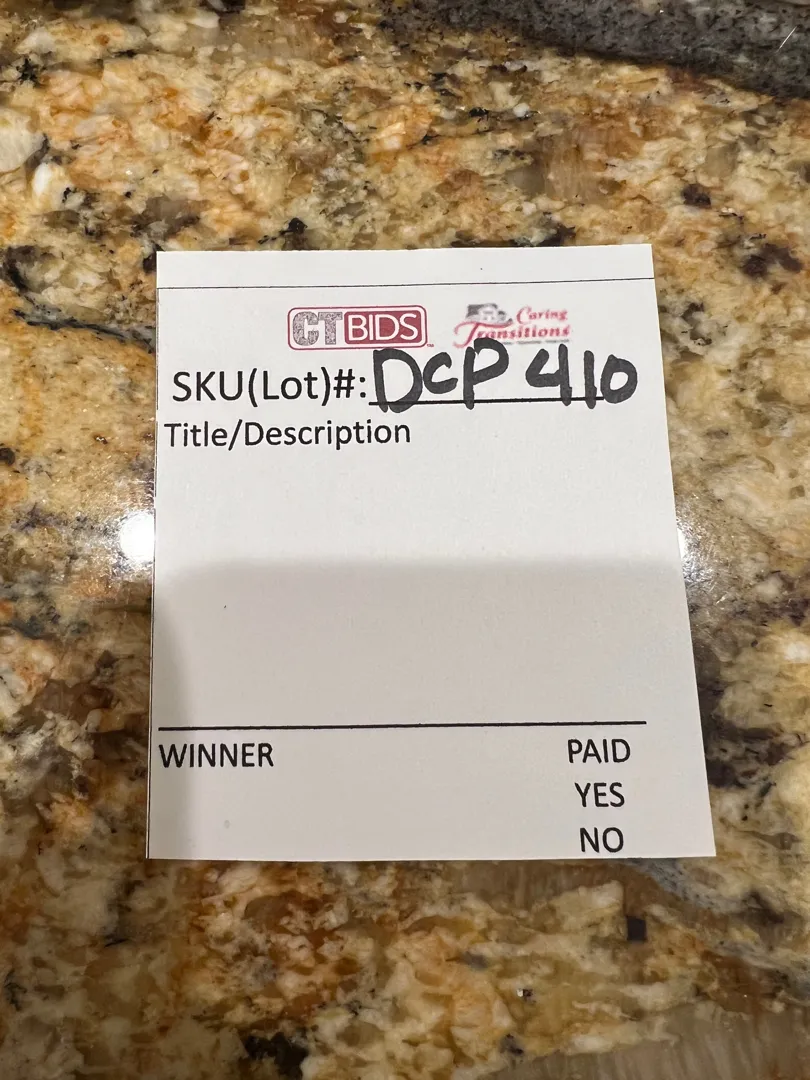 CTBIDS Caring
Transitions
SKU(Lot)#: DCP 410
Title/Description
WINNER PAID
YES
NO